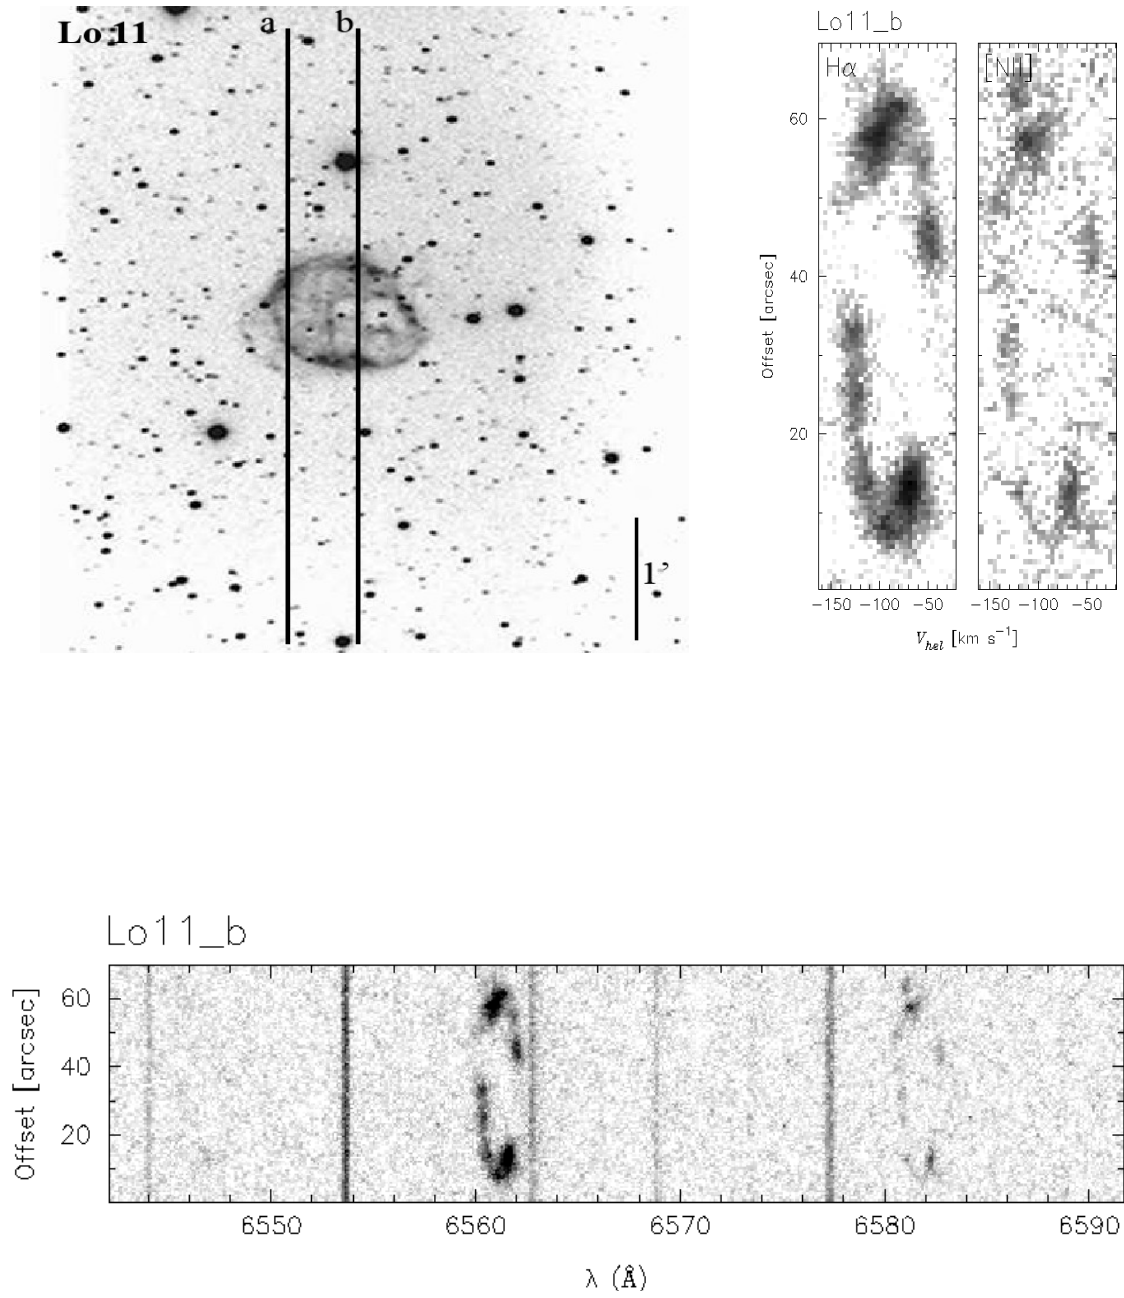 Lo 11
a
b
1’
Lo11_b
Hα
[NII]
60
40
20
Offset [arcsec]
−150 −100 −50
−150 −100 −50
V_hel [km s⁻¹]
Lo11_b
60
40
20
Offset [arcsec]
6550 6560 6570 6580 6590
λ (Å)